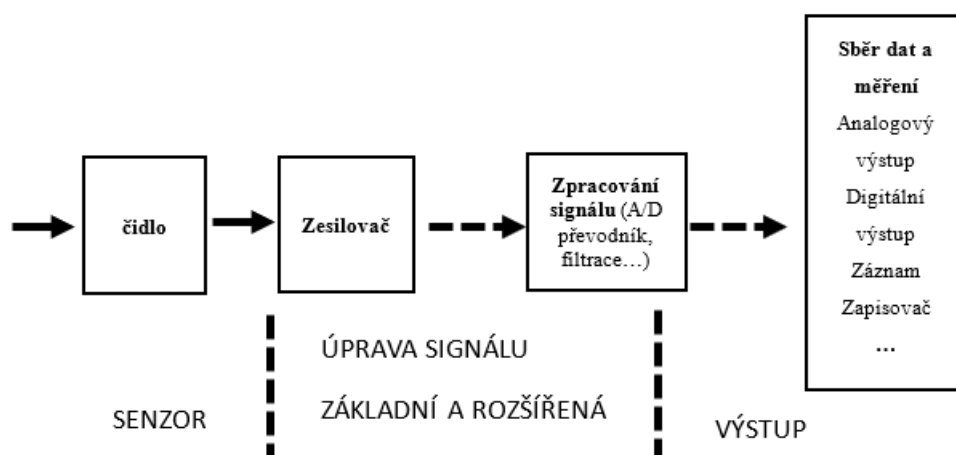 čidlo
Zesilovač
Zpracování
signálu (A/D
převodník,
filtrace…)
Sběr dat a
měření
Analogový
výstup
Digitální
výstup
Záznam
Zapisovač
…
SENZOR
ÚPRAVA SIGNÁLU
ZÁKLADNÍ A ROZŠÍŘENÁ
VÝSTUP